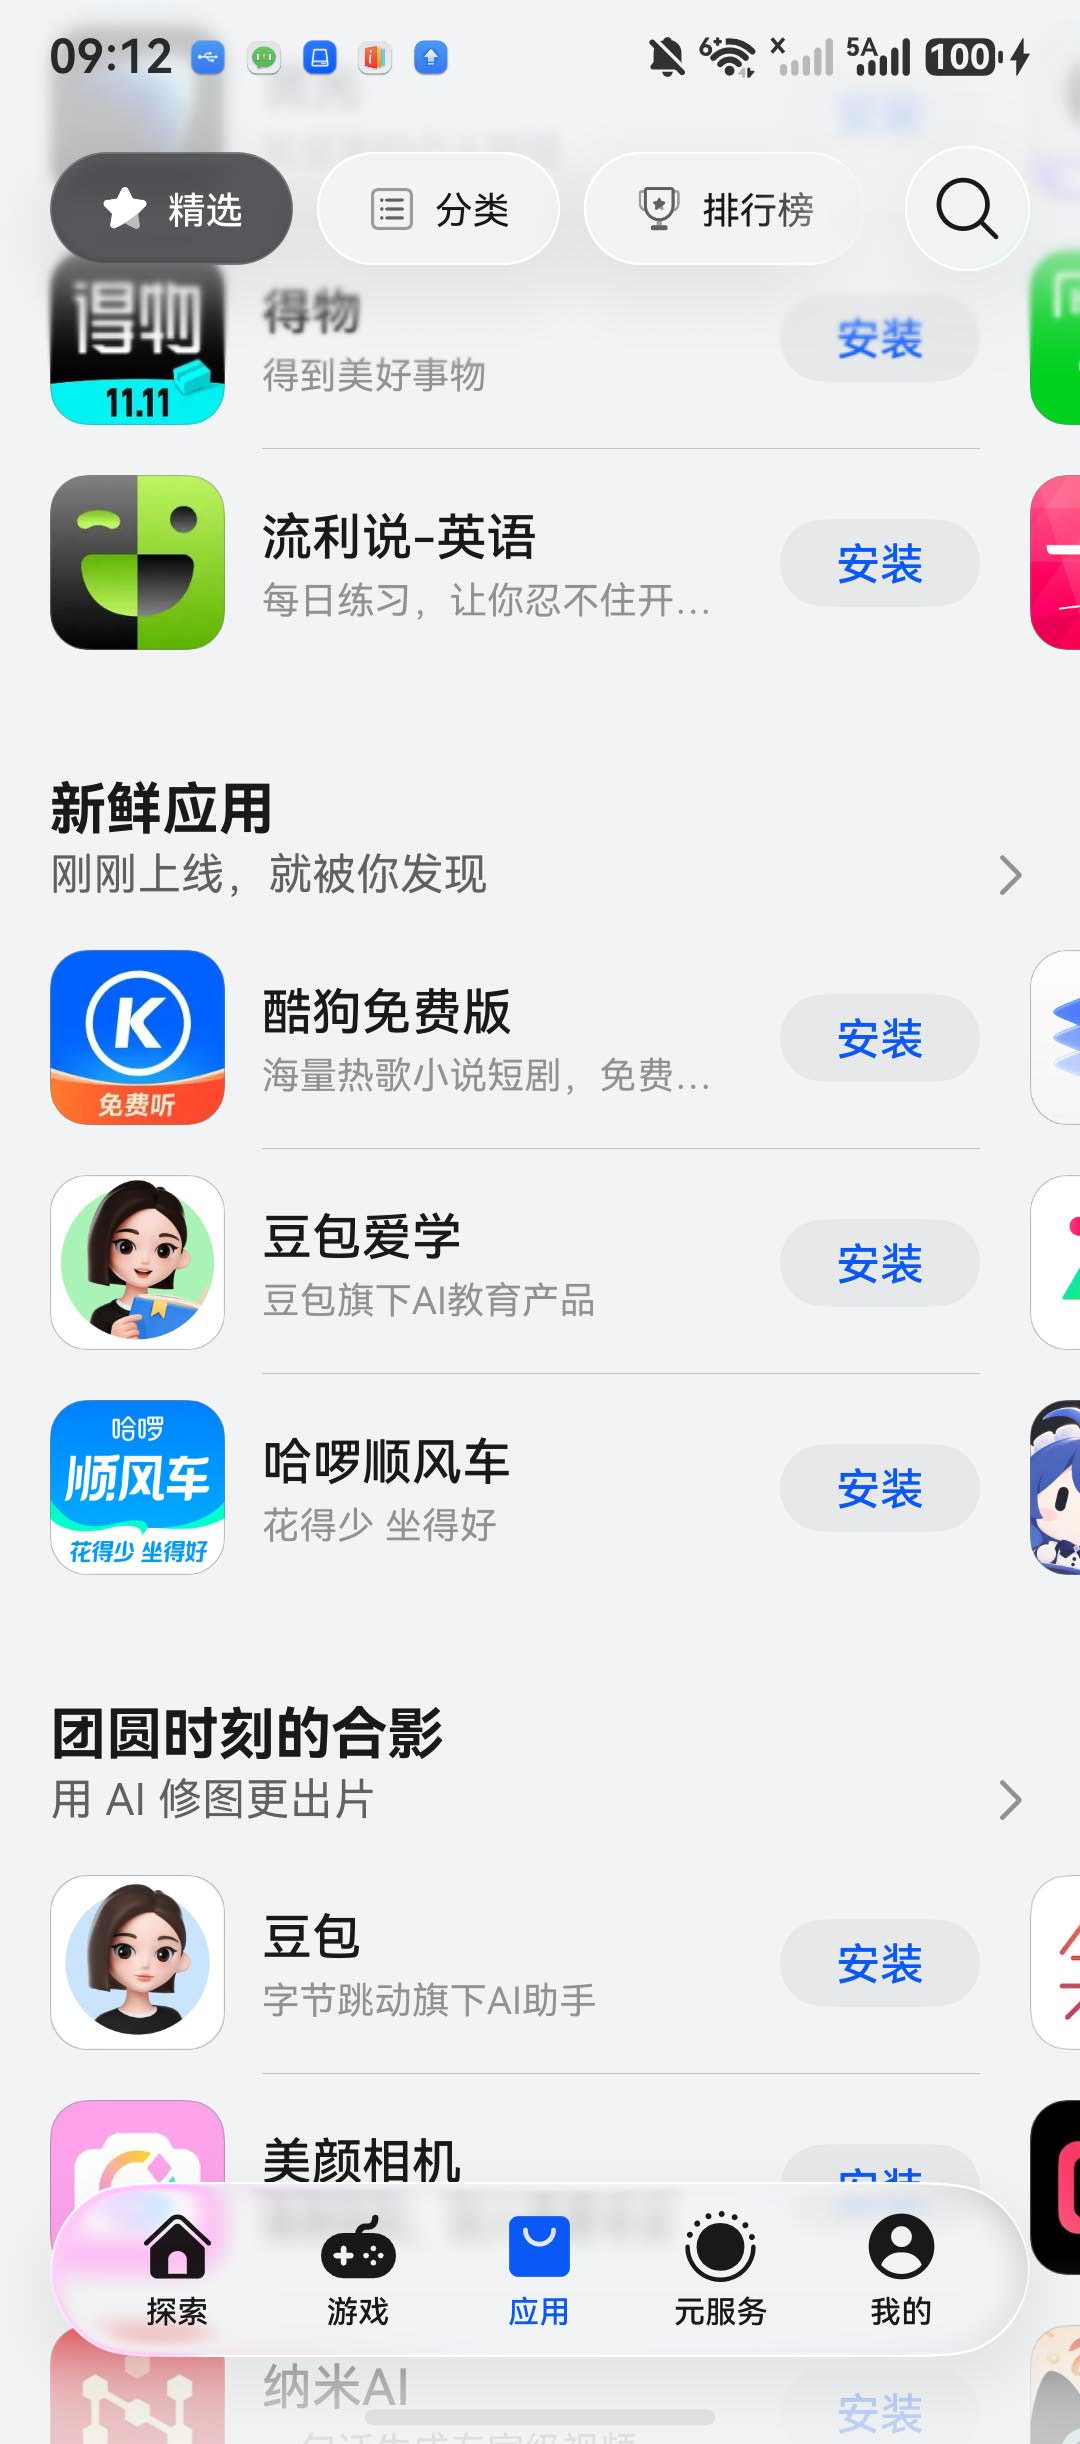 09:12
6+
5A
100
安装
精选
分类
排行榜
得物
11.11
得物
得到美好事物
安装
流利说-英语
每日练习，让你忍不住开...
安装
新鲜应用
刚刚上线，就被你发现
K
免费听
酷狗免费版
海量热歌小说短剧，免费...
安装
豆包爱学
豆包旗下AI教育产品
安装
哈啰
顺风车
花得少 坐得好
哈啰顺风车
花得少 坐得好
安装
团圆时刻的合影
用 AI 修图更出片
豆包
字节跳动旗下AI助手
安装
美颜相机
安装
探索
游戏
应用
元服务
我的
纳米AI
安装